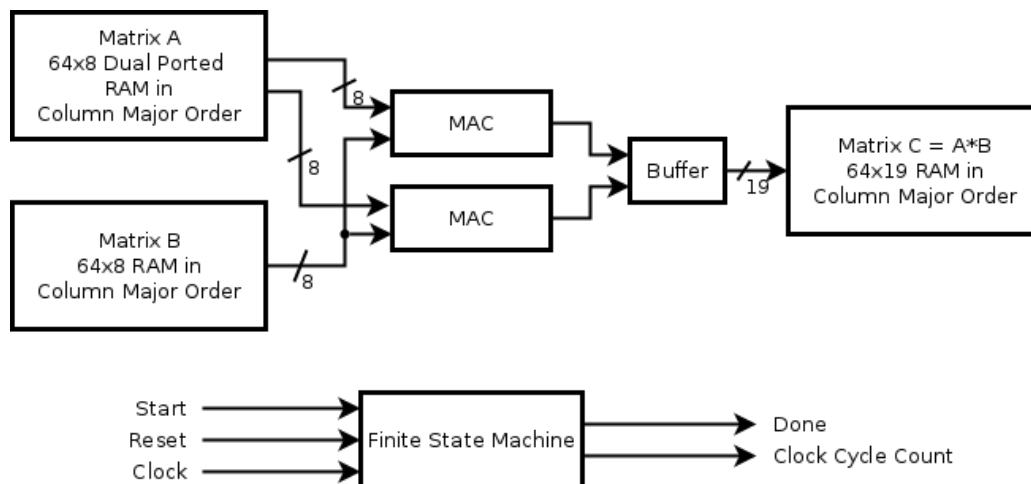 Matrix A
64x8 Dual Ported
RAM in
Column Major Order
8
8
MAC
MAC
Buffer
19
Matrix C = A*B
64x19 RAM in
Column Major Order
Matrix B
64x8 RAM in
Column Major Order
8
Start
Reset
Clock
Finite State Machine
Done
Clock Cycle Count